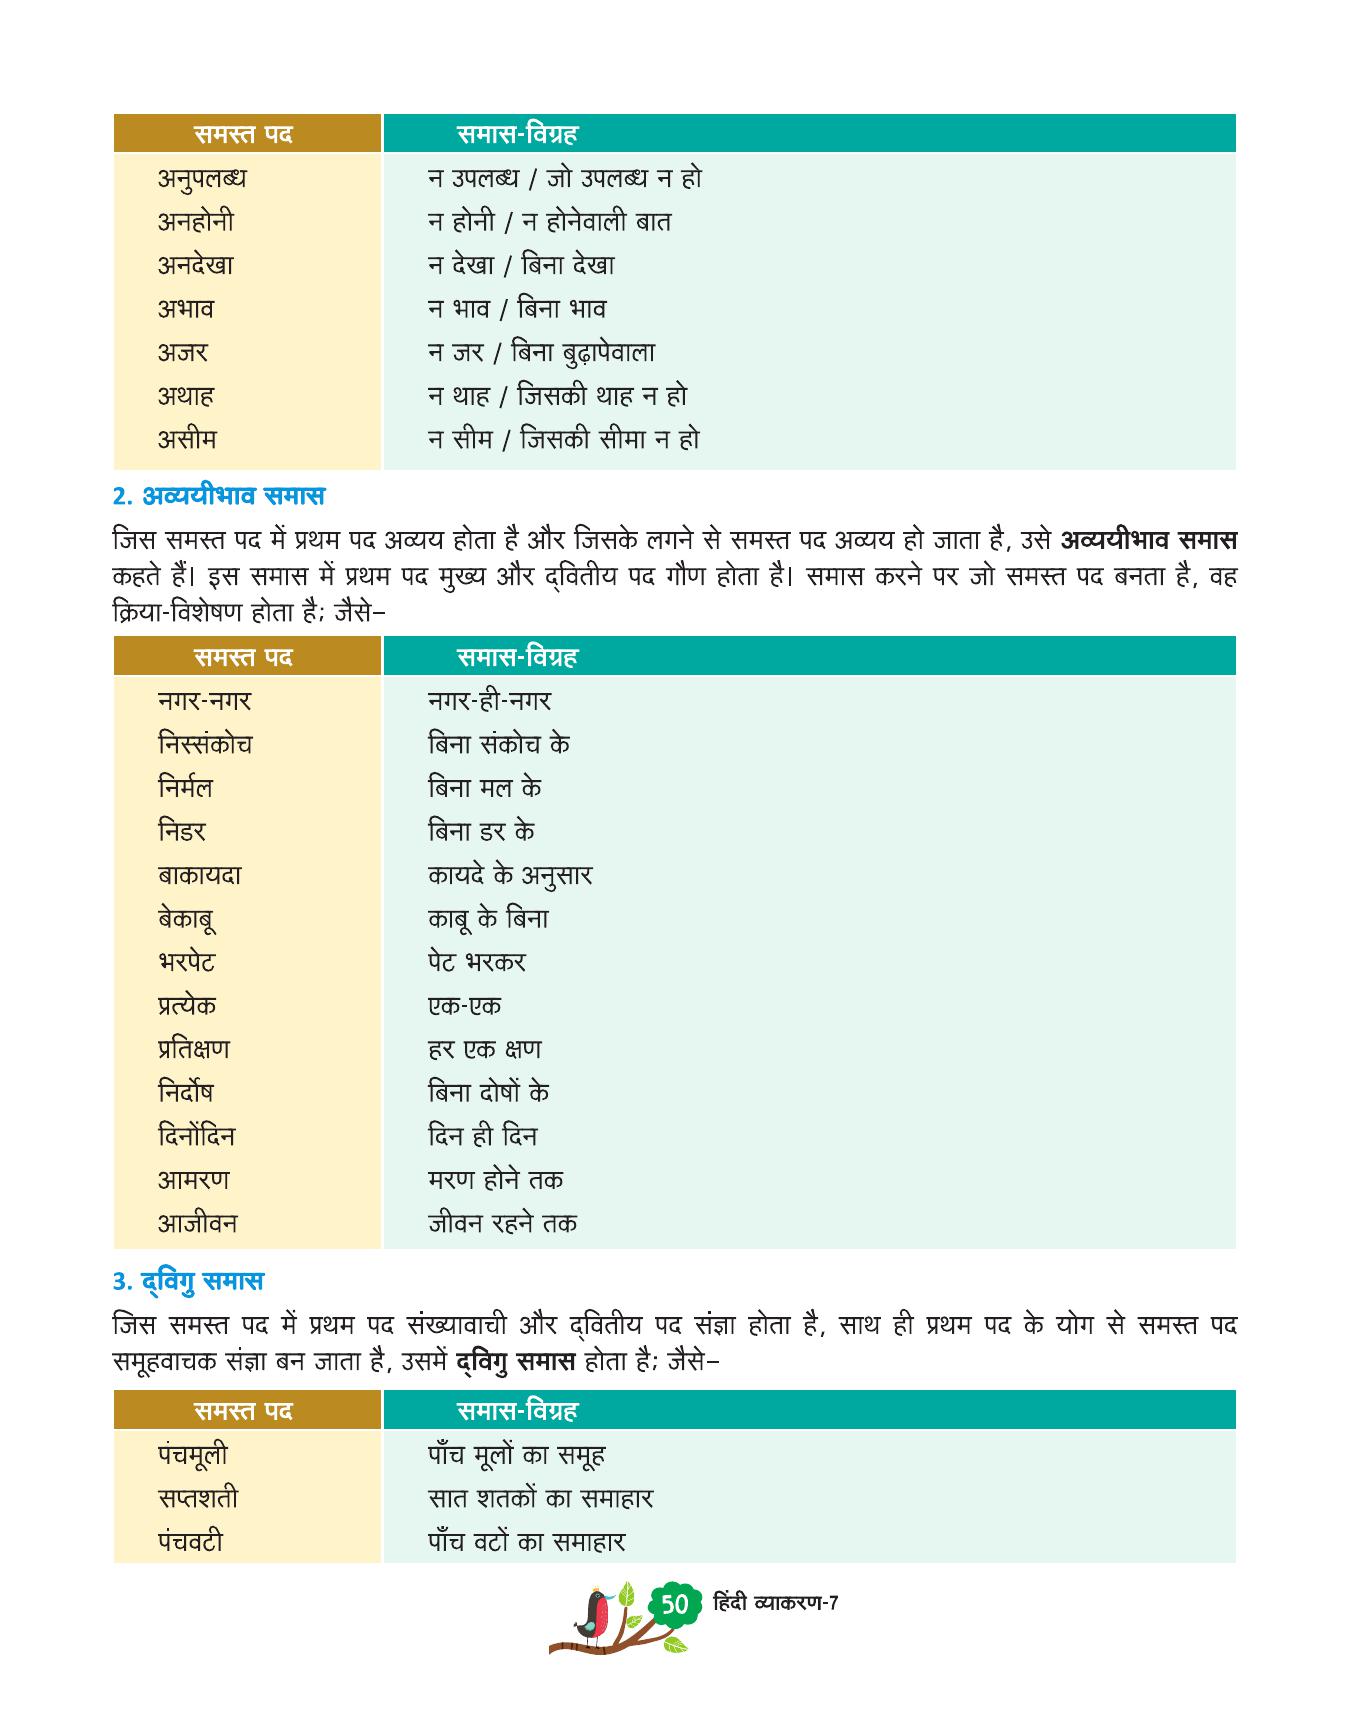 समस्त पद समास-विग्रह
अनुपलब्ध न उपलब्ध / जो उपलब्ध न हो
अनहोनी न होनी / न होनेवाली बात
अनदेखा न देखा / बिना देखा
अभाव न भाव / बिना भाव
अजर न जर / बिना बुढ़ापेवाला
अथाह न थाह / जिसकी थाह न हो
असीम न सीम / जिसकी सीमा न हो
2. अव्ययीभाव समास
जिस समस्त पद में प्रथम पद अव्यय होता है और जिसके लगने से समस्त पद अव्यय हो जाता है, उसे अव्ययीभाव समास
कहते हैं। इस समास में प्रथम पद मुख्य और द्‌वितीय पद गौण होता है। समास करने पर जो समस्त पद बनता है, वह
क्रिया-विशेषण होता है; जैसे–
समस्त पद समास-विग्रह
नगर-नगर नगर-ही-नगर
निस्संकोच बिना संकोच के
निर्मल बिना मल के
निडर बिना डर के
बाकायदा कायदे के अनुसार
बेकाबू काबू के बिना
भरपेट पेट भरकर
प्रत्येक एक-एक
प्रतिक्षण हर एक क्षण
निर्दोष बिना दोषों के
दिनोंदिन दिन ही दिन
आमरण मरण होने तक
आजीवन जीवन रहने तक
3. द्‌विगु समास
जिस समस्त पद में प्रथम पद संख्यावाची और द्‌वितीय पद संज्ञा होता है, साथ ही प्रथम पद के योग से समस्त पद
समूहवाचक संज्ञा बन जाता है, उसमें द्‌विगु समास होता है; जैसे–
समस्त पद समास-विग्रह
पंचमूली पाँच मूलों का समूह
सप्तशती सात शतकों का समाहार
पंचवटी पाँच वटों का समाहार
50 हिंदी व्याकरण-7